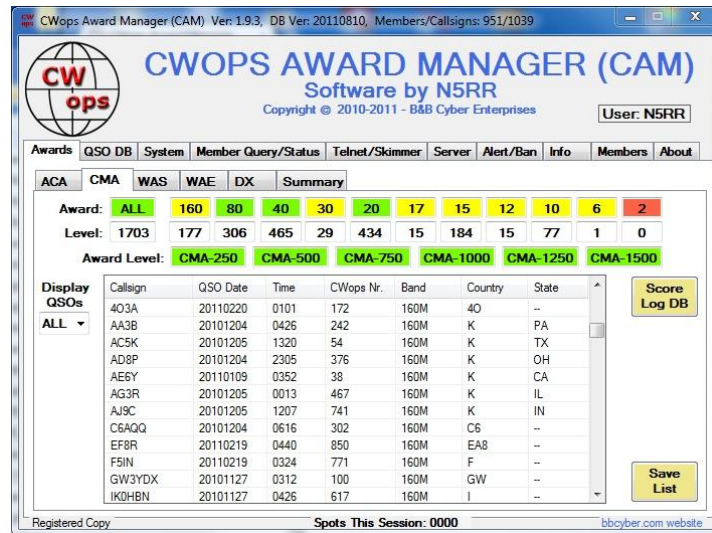 CWops Award Manager (CAM) Ver: 1.9.3, DB Ver: 20110810, Members/Callsigns: 951/1039
CW
ops
CWOPS AWARD MANAGER (CAM)
Software by N5RR
Copyright @ 2010-2011 - B&B Cyber Enterprises
User: N5RR
Awards QSO DB System Member Query/Status Telnet/Skimmer Server Alert/Ban Info Members About
ACA CMA WAS WAE DX Summary
Award: ALL 160 80 40 30 20 17 15 12 10 6 2
Level: 1703 177 306 465 29 434 15 184 15 77 1 0
Award Level: CMA-250 CMA-500 CMA-750 CMA-1000 CMA-1250 CMA-1500
Display
QSOs
ALL
Callsign QSO Date Time CWops Nr. Band Country State
4O3A 20110220 0101 172 160M 4O --
AA3B 20101204 0426 242 160M K PA
AC5K 20101205 1320 54 160M K TX
AD8P 20101204 2305 376 160M K OH
AE6Y 20110109 0352 38 160M K CA
AG3R 20101205 0013 467 160M K IL
AJ9C 20101205 1207 741 160M K IN
C6AQQ 20101204 0616 302 160M C6 --
EF8R 20110219 0440 850 160M EA8 --
F5IN 20110219 0324 771 160M F --
GW3YDX 20101127 0312 100 160M GW --
IK0HBN 20101127 0426 617 160M I --
Score
Log DB
Save
List
Registered Copy
Spots This Session: 0000
bbcyber.com website